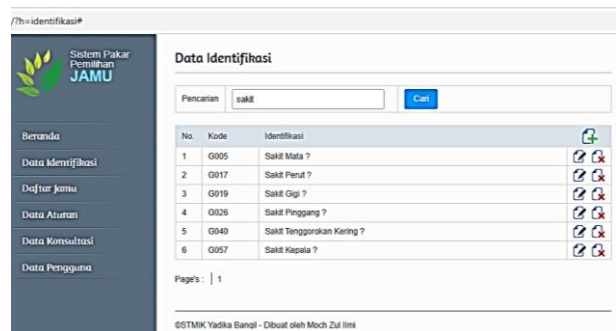 /?h=identifikasi#
Sistem Pakar
Pemilihan
JAMU
Data Identifikasi
Pencarian sakit Cari
Beranda
Data Identifikasi
Daftar Jamu
Data Aturan
Data Konsultasi
Data Pengguna
No. Kode Identifikasi
1 G005 Sakit Mata ?
2 G017 Sakit Perut ?
3 G019 Sakit Gigi ?
4 G026 Sakit Pinggang ?
5 G040 Sakit Tenggorokan Kering ?
6 G057 Sakit Kepala ?
Page's : | 1
©STMIK Yadika Bangil - Dibuat oleh Moch Zul Ilmi